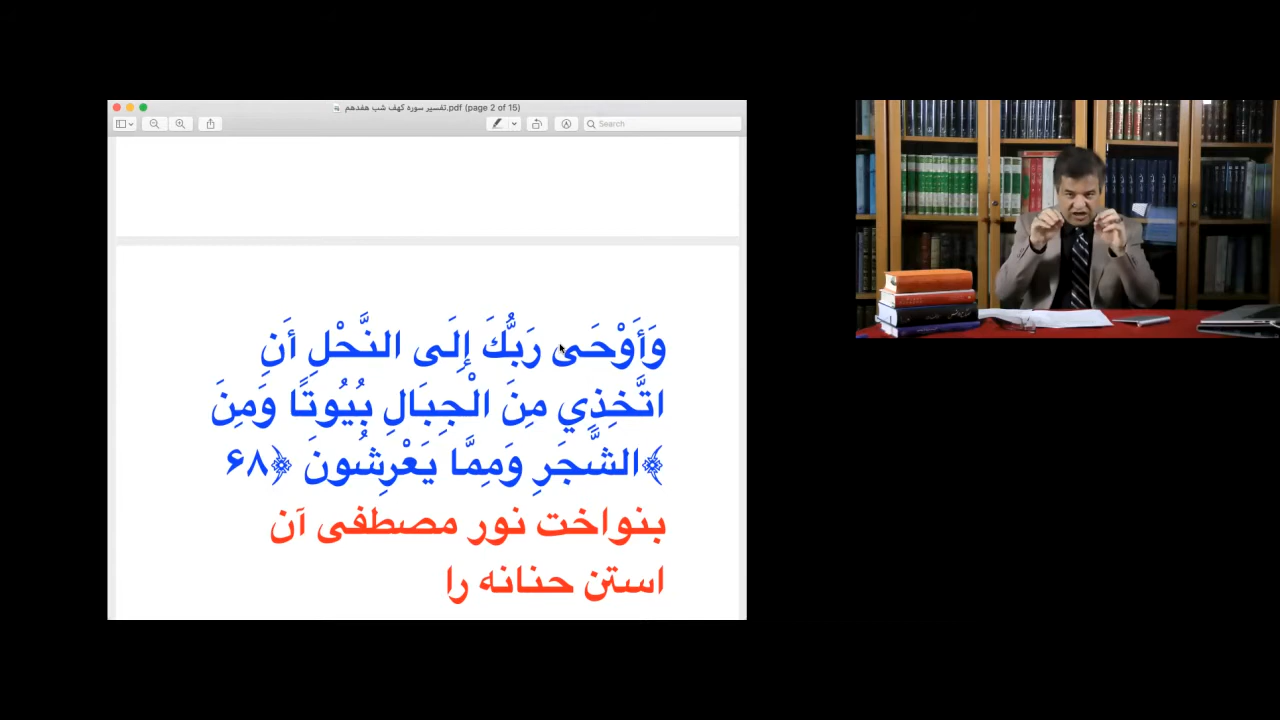 تفسیر سوره کهف شب هفدهم.pdf (page 2 of 15)
Search
وَأَوْحَى رَبُّكَ إِلَى النَّحْلِ أَنِ
اتَّخِذِي مِنَ الْجِبَالِ بُيُوتًا وَمِنَ
﴿الشَّجَرِ وَمِمَّا يَعْرِشُونَ ﴿۶۸
بنواخت نور مصطفی آن
استن حنانه را